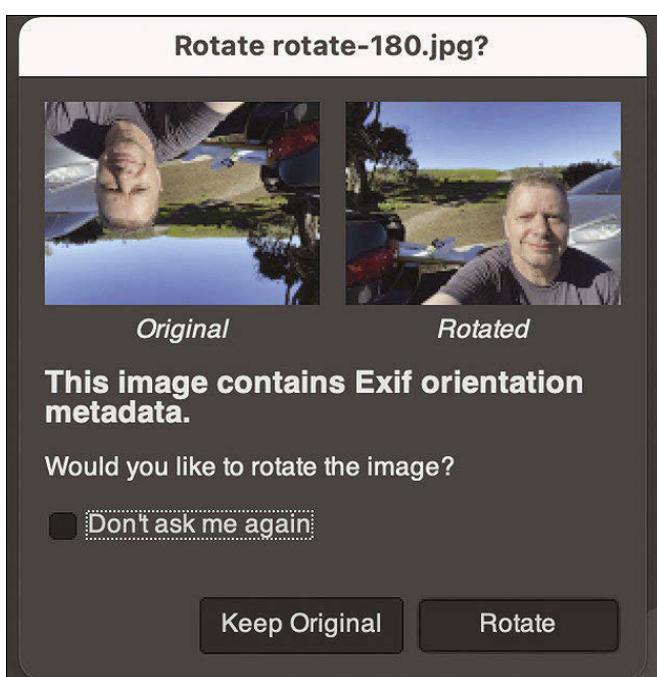 Rotate rotate-180.jpg?
Original
Rotated
This image contains Exif orientation
metadata.
Would you like to rotate the image?
Don't ask me again
Keep Original
Rotate